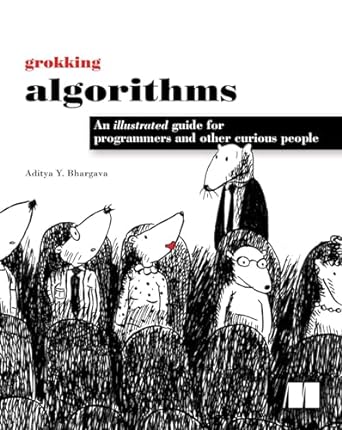 grokking
algorithms
An illustrated guide for
programmers and other curious people
Aditya Y. Bhargava